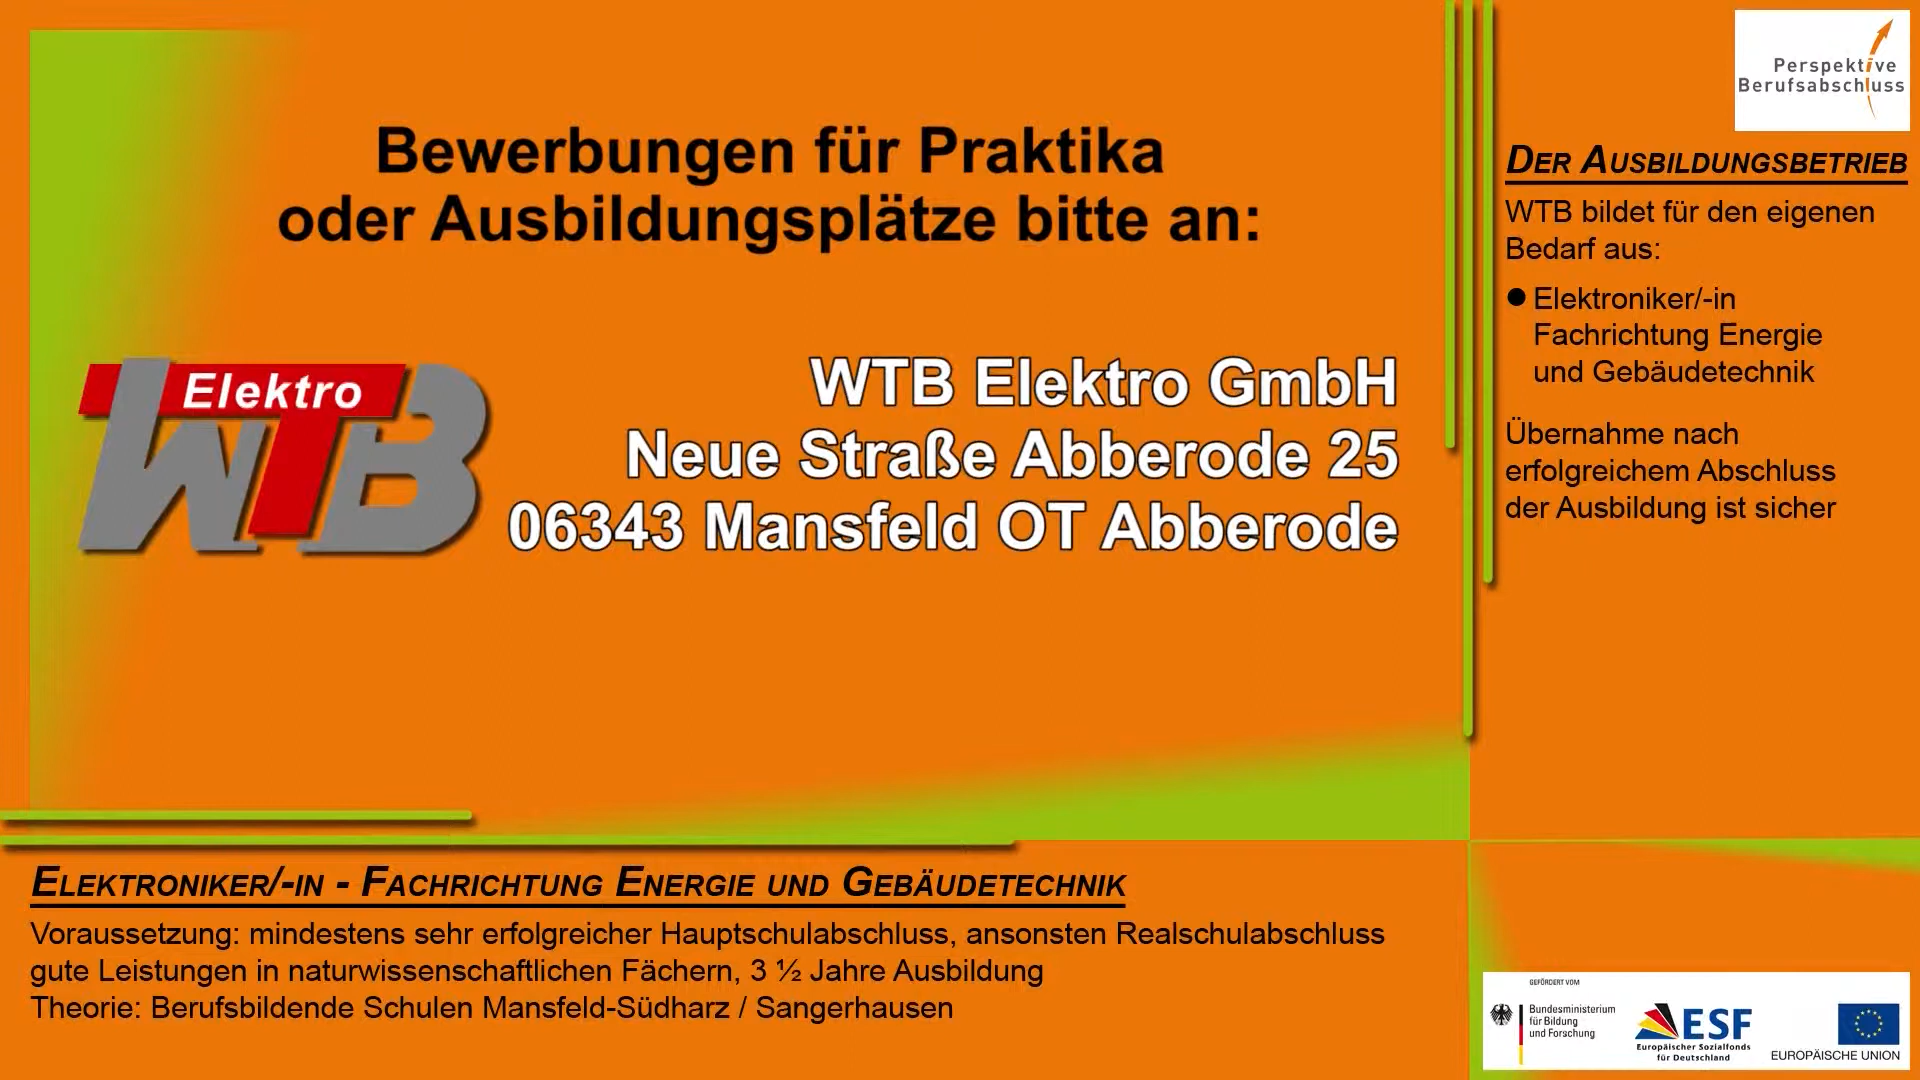 Bewerbungen für Praktika
oder Ausbildungsplätze bitte an:
Elektro
WTB
WTB Elektro GmbH
Neue Straße Abberode 25
06343 Mansfeld OT Abberode
Perspektive
Berufsabschluss
DER AUSBILDUNGSBETRIEB
WTB bildet für den eigenen
Bedarf aus:
● Elektroniker/-in
Fachrichtung Energie
und Gebäudetechnik
Übernahme nach
erfolgreichem Abschluss
der Ausbildung ist sicher
ELEKTRONIKER/-IN - FACHRICHTUNG ENERGIE UND GEBÄUDETECHNIK
Voraussetzung: mindestens sehr erfolgreicher Hauptschulabschluss, ansonsten Realschulabschluss
gute Leistungen in naturwissenschaftlichen Fächern, 3 ½ Jahre Ausbildung
Theorie: Berufsbildende Schulen Mansfeld-Südharz / Sangerhausen
GEFÖRDERT VOM
Bundesministerium
für Bildung
und Forschung
ESF
Europäischer Sozialfonds
für Deutschland
EUROPÄISCHE UNION